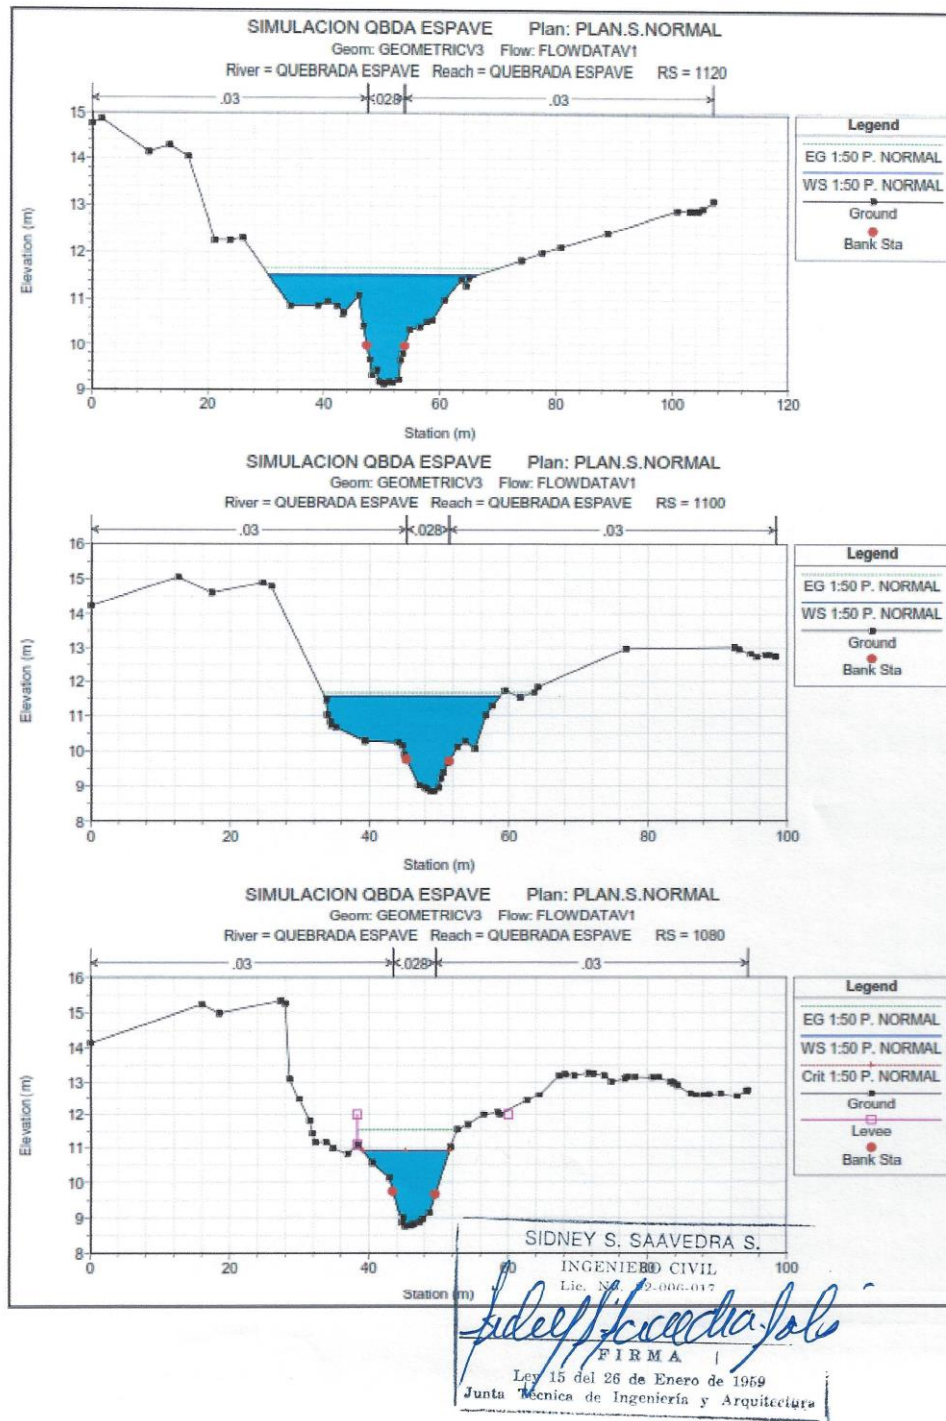 SIMULACION QBDA ESPAVE Plan: PLAN.S.NORMAL
Geom: GEOMETRICV3 Flow: FLOWDATAV1
River = QUEBRADA ESPAVE Reach = QUEBRADA ESPAVE RS = 1120
.03 .028 .03
15
14
13
12
11
10
9
0 20 40 60 80 100 120
Elevation (m)
Station (m)
Legend
EG 1:50 P. NORMAL
WS 1:50 P. NORMAL
Ground
Bank Sta
SIMULACION QBDA ESPAVE Plan: PLAN.S.NORMAL
Geom: GEOMETRICV3 Flow: FLOWDATAV1
River = QUEBRADA ESPAVE Reach = QUEBRADA ESPAVE RS = 1100
.03 .028 .03
16
15
14
13
12
11
10
9
8
0 20 40 60 80 100
Elevation (m)
Station (m)
Legend
EG 1:50 P. NORMAL
WS 1:50 P. NORMAL
Ground
Bank Sta
SIMULACION QBDA ESPAVE Plan: PLAN.S.NORMAL
Geom: GEOMETRICV3 Flow: FLOWDATAV1
River = QUEBRADA ESPAVE Reach = QUEBRADA ESPAVE RS = 1080
.03 .028 .03
16
15
14
13
12
11
10
9
8
0 20 40 60 80 100
Elevation (m)
Station (m)
Legend
EG 1:50 P. NORMAL
WS 1:50 P. NORMAL
Crit 1:50 P. NORMAL
Ground
Levee
Bank Sta
SIDNEY S. SAAVEDRA S.
INGENIERO CIVIL
Lic. No.
FIRMA
Ley 15 del 26 de Enero de 1959
Junta Técnica de Ingeniería y Arquitectura